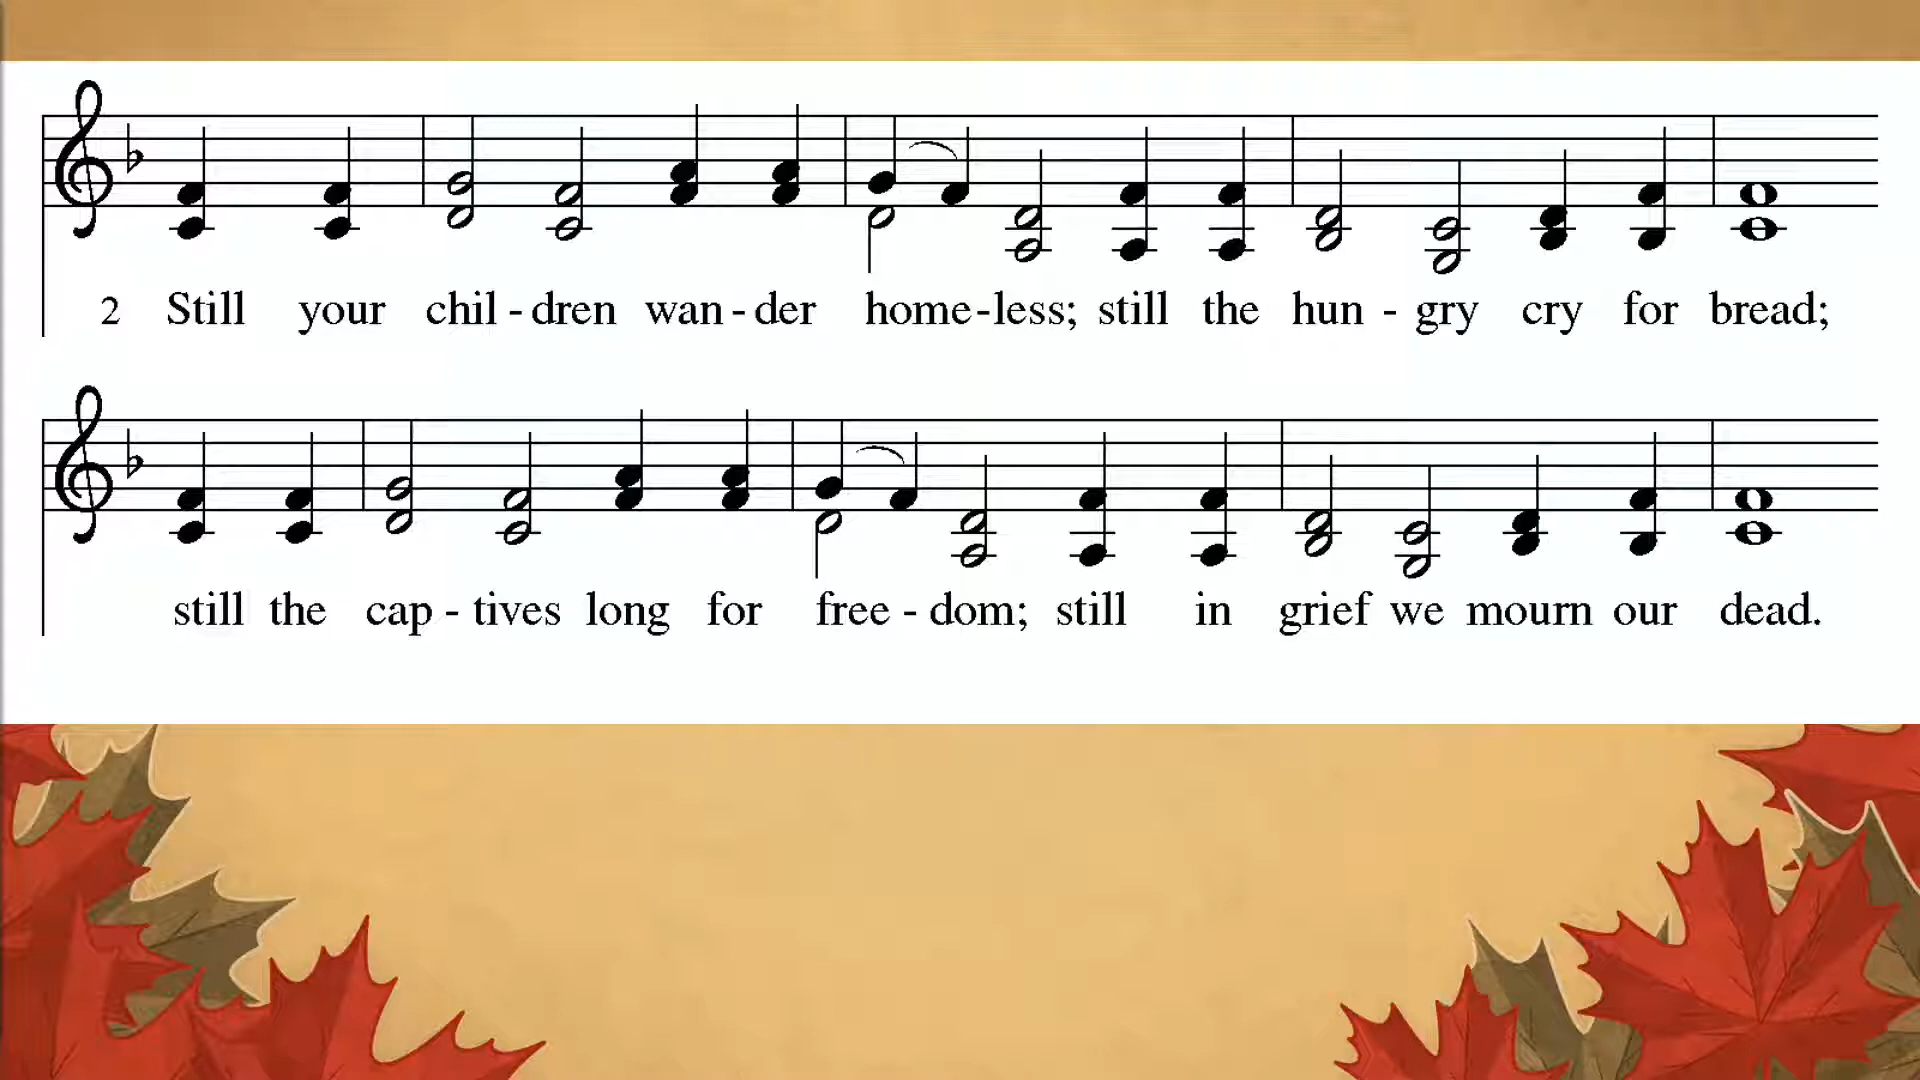 2 Still your chil - dren wan - der home - less; still the hun - gry cry for bread;
still the cap - tives long for free - dom; still in grief we mourn our dead.